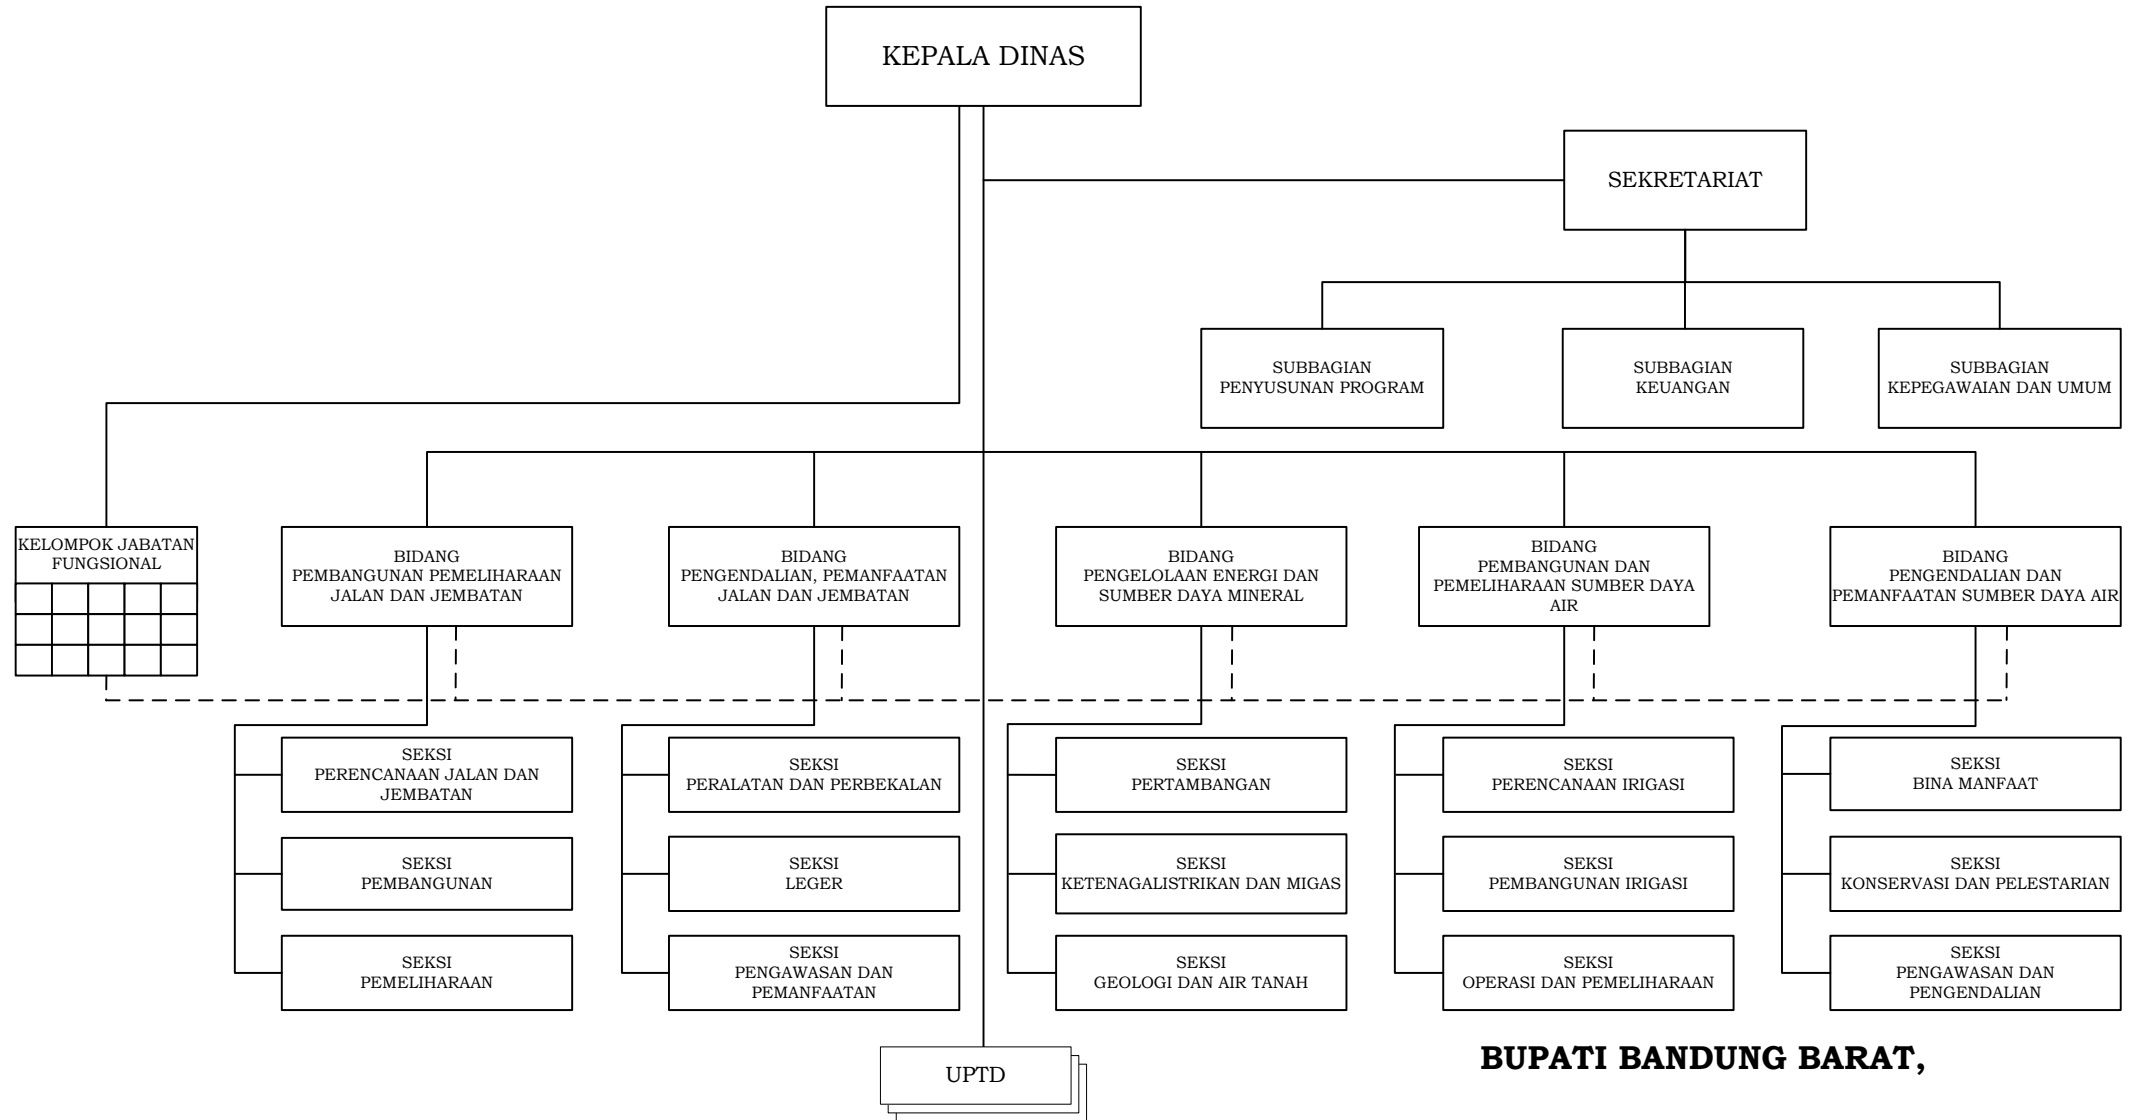 KEPALA DINAS
SEKRETARIAT
SUBBAGIAN
PENYUSUNAN PROGRAM
SUBBAGIAN
KEUANGAN
SUBBAGIAN
KEPEGAWAIAN DAN UMUM
KELOMPOK JABATAN
FUNGSIONAL
BIDANG
PEMBANGUNAN PEMELIHARAAN
JALAN DAN JEMBATAN
BIDANG
PENGENDALIAN, PEMANFAATAN
JALAN DAN JEMBATAN
BIDANG
PENGELOLAAN ENERGI DAN
SUMBER DAYA MINERAL
BIDANG
PEMBANGUNAN DAN
PEMELIHARAAN SUMBER DAYA
AIR
BIDANG
PENGENDALIAN DAN
PEMANFAATAN SUMBER DAYA AIR
SEKSI
PERENCANAAN JALAN DAN
JEMBATAN
SEKSI
PERALATAN DAN PERBEKALAN
SEKSI
PERTAMBANGAN
SEKSI
PERENCANAAN IRIGASI
SEKSI
BINA MANFAAT
SEKSI
PEMBANGUNAN
SEKSI
LEGER
SEKSI
KETENAGALISTRIKAN DAN MIGAS
SEKSI
PEMBANGUNAN IRIGASI
SEKSI
KONSERVASI DAN PELESTARIAN
SEKSI
PEMELIHARAAN
SEKSI
PENGAWASAN DAN
PEMANFAATAN
SEKSI
GEOLOGI DAN AIR TANAH
SEKSI
OPERASI DAN PEMELIHARAAN
SEKSI
PENGAWASAN DAN
PENGENDALIAN
UPTD
BUPATI BANDUNG BARAT,